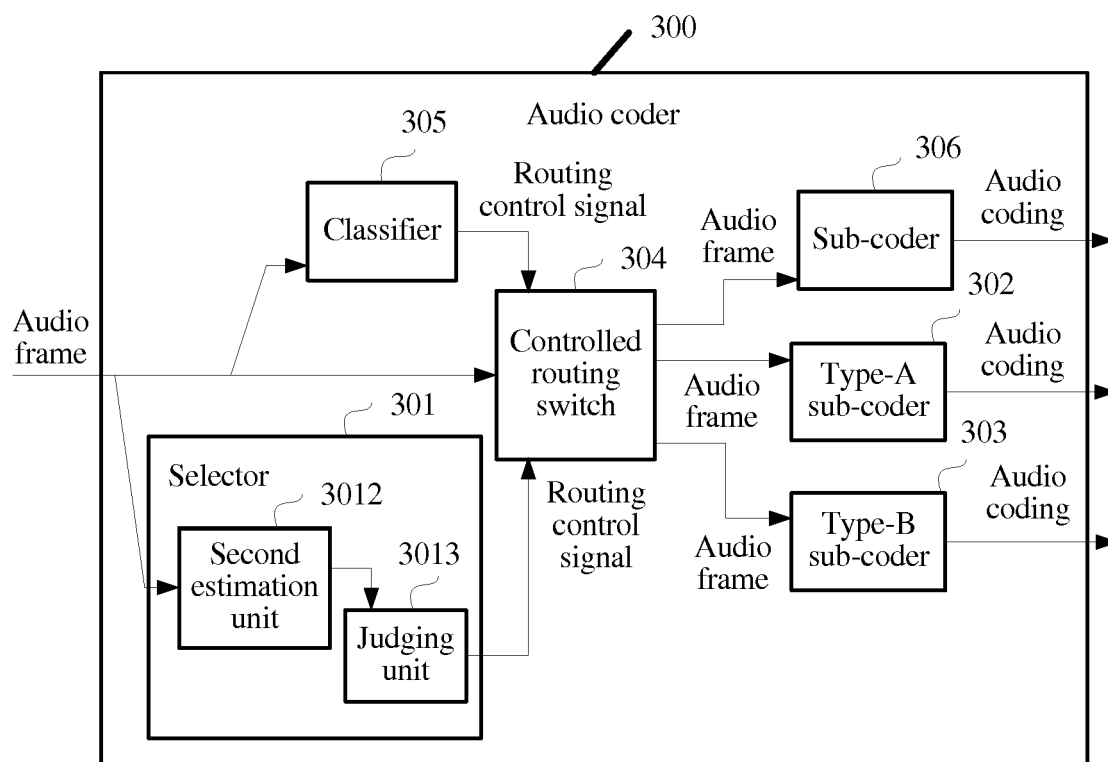 300
Audio coder
305
Classifier
Routing
control signal
304
Controlled
routing
switch
306
Sub-coder
Audio
frame
Audio
coding
302
Type-A
sub-coder
Audio
frame
Audio
coding
303
Type-B
sub-coder
Audio
frame
Audio
coding
Audio
frame
301
Selector
3012
Second
estimation
unit
3013
Judging
unit
Routing
control
signal